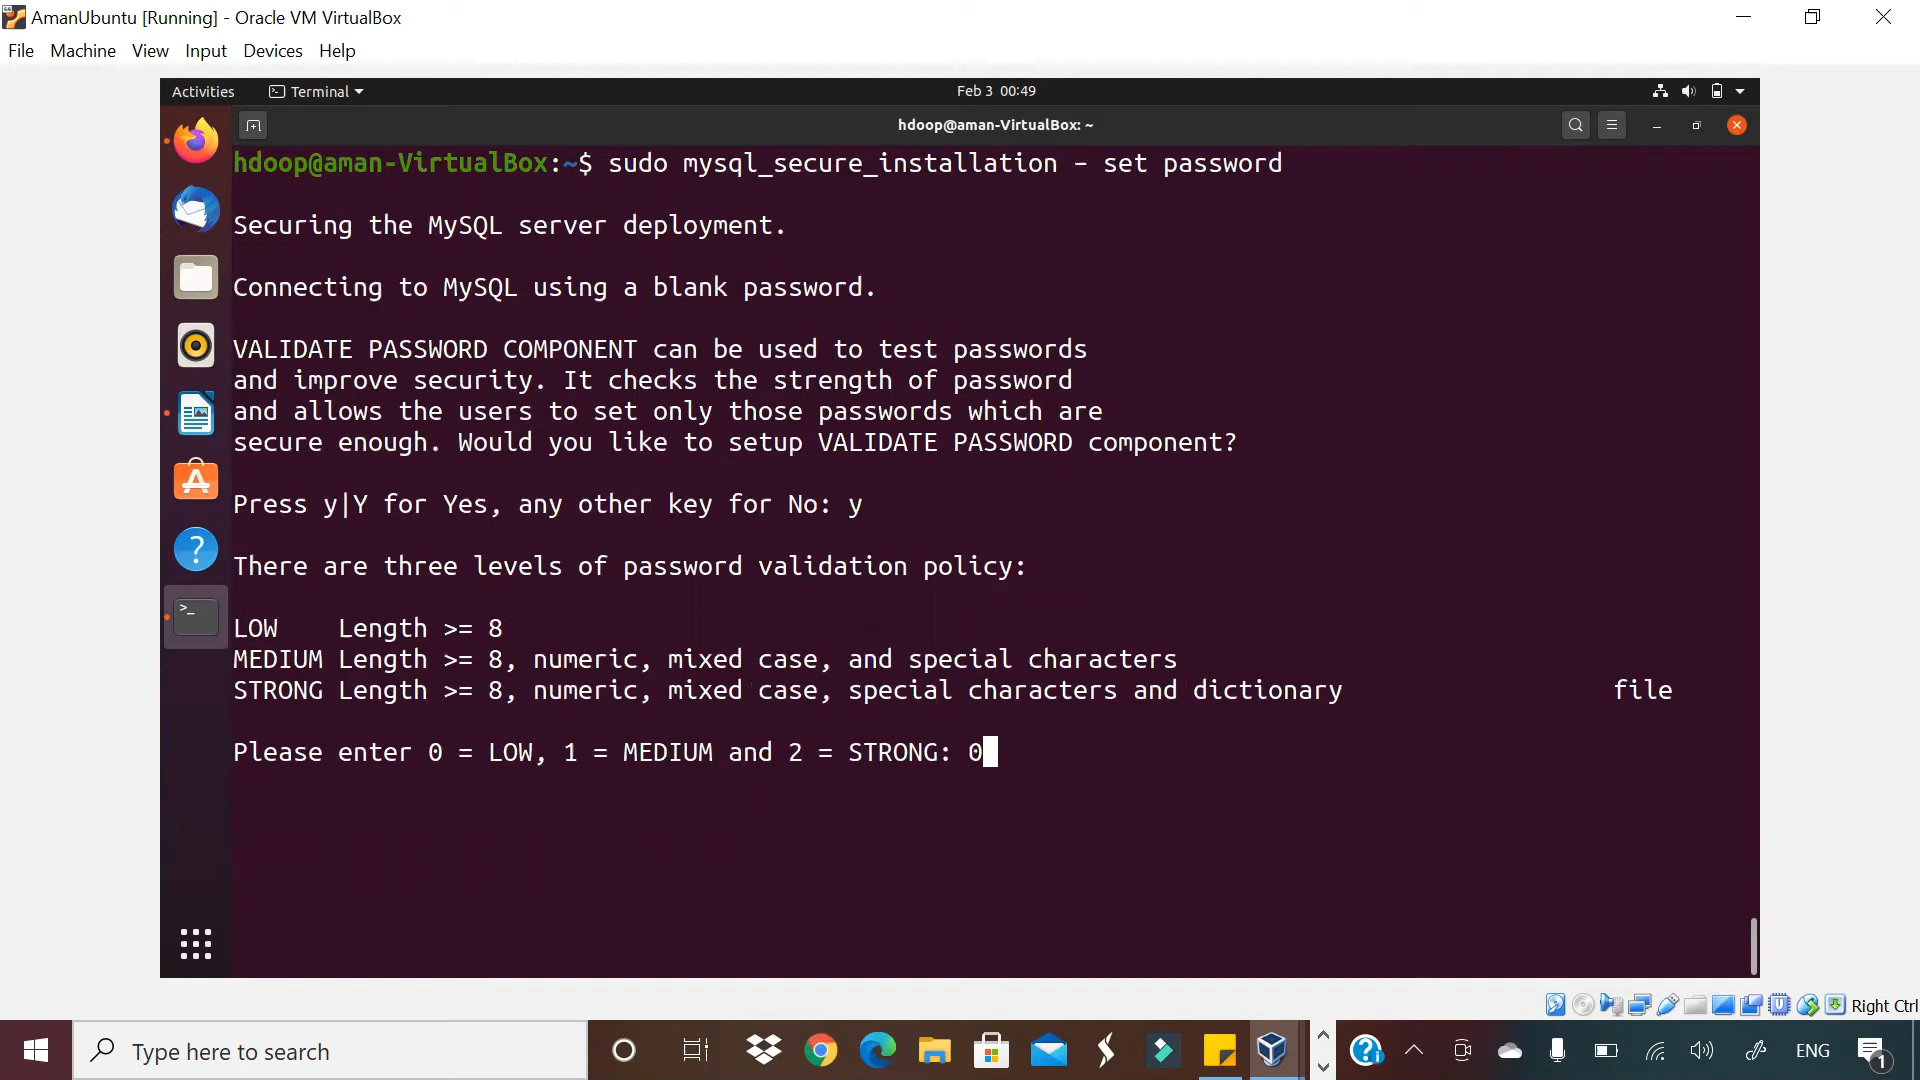 AmanUbuntu [Running] - Oracle VM VirtualBox
File Machine View Input Devices Help
Activities Terminal Feb 3 00:49
hdoop@aman-VirtualBox: ~
hdoop@aman-VirtualBox:~$ sudo mysql_secure_installation – set password
Securing the MySQL server deployment.
Connecting to MySQL using a blank password.
VALIDATE PASSWORD COMPONENT can be used to test passwords
and improve security. It checks the strength of password
and allows the users to set only those passwords which are
secure enough. Would you like to setup VALIDATE PASSWORD component?
Press y|Y for Yes, any other key for No: y
There are three levels of password validation policy:
LOW    Length >= 8
MEDIUM Length >= 8, numeric, mixed case, and special characters
STRONG Length >= 8, numeric, mixed case, special characters and dictionary                  file
Please enter 0 = LOW, 1 = MEDIUM and 2 = STRONG: 0
Right Ctrl
Type here to search
ENG
1